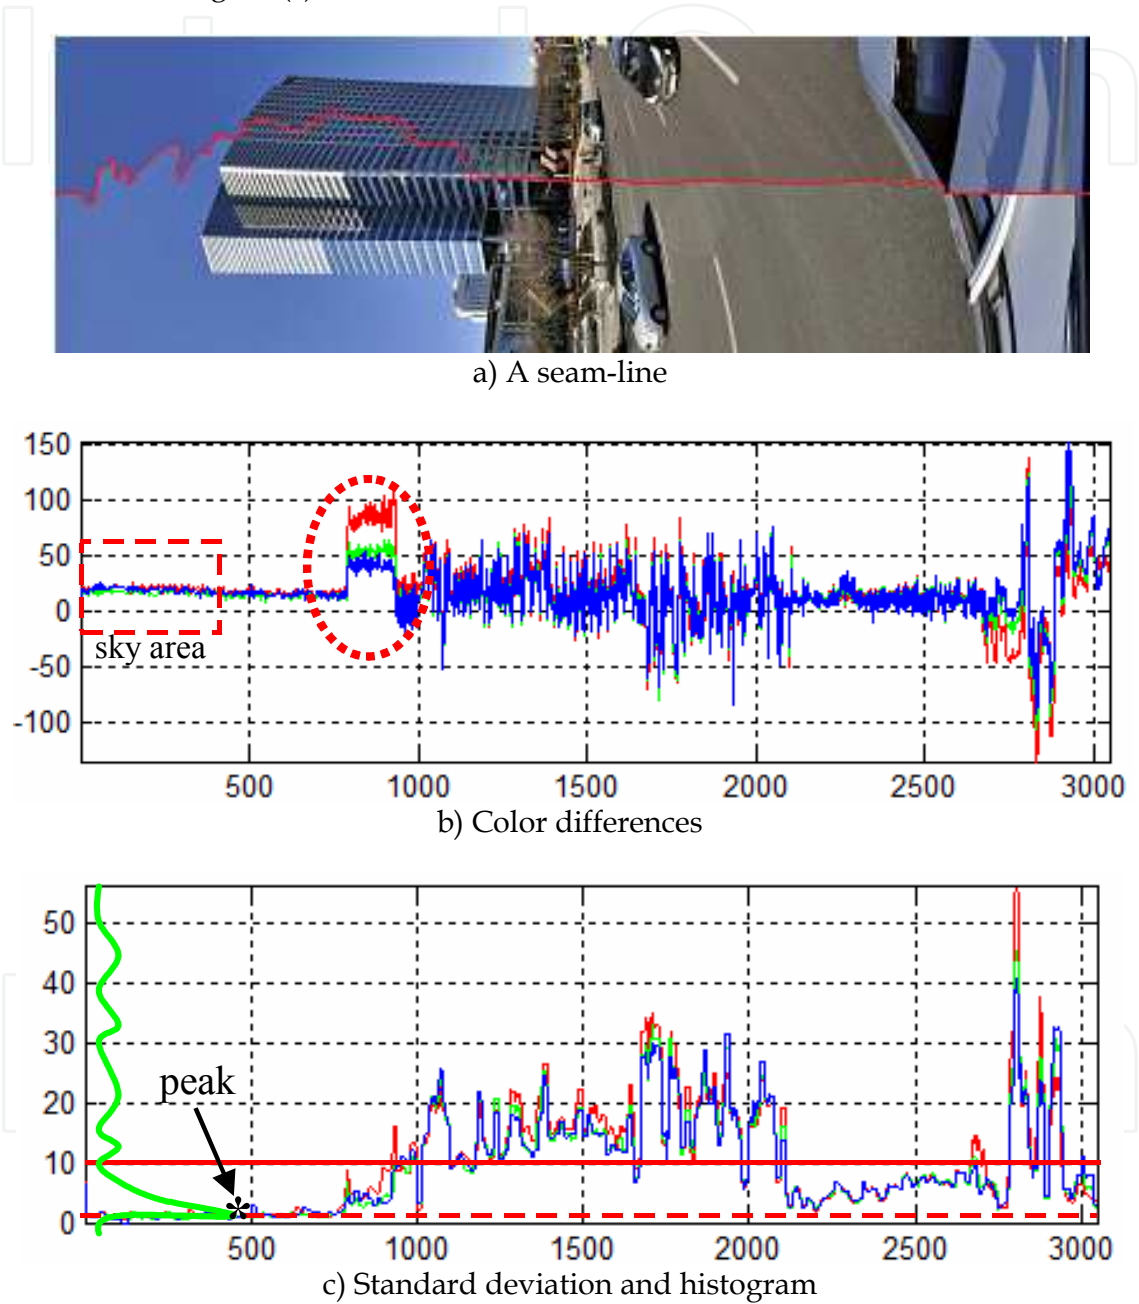 a) A seam-line
150
100
50
0
-50
-100
sky area
500 1000 1500 2000 2500 3000
b) Color differences
50
40
30
20
10
0
peak
*
500 1000 1500 2000 2500 3000
c) Standard deviation and histogram